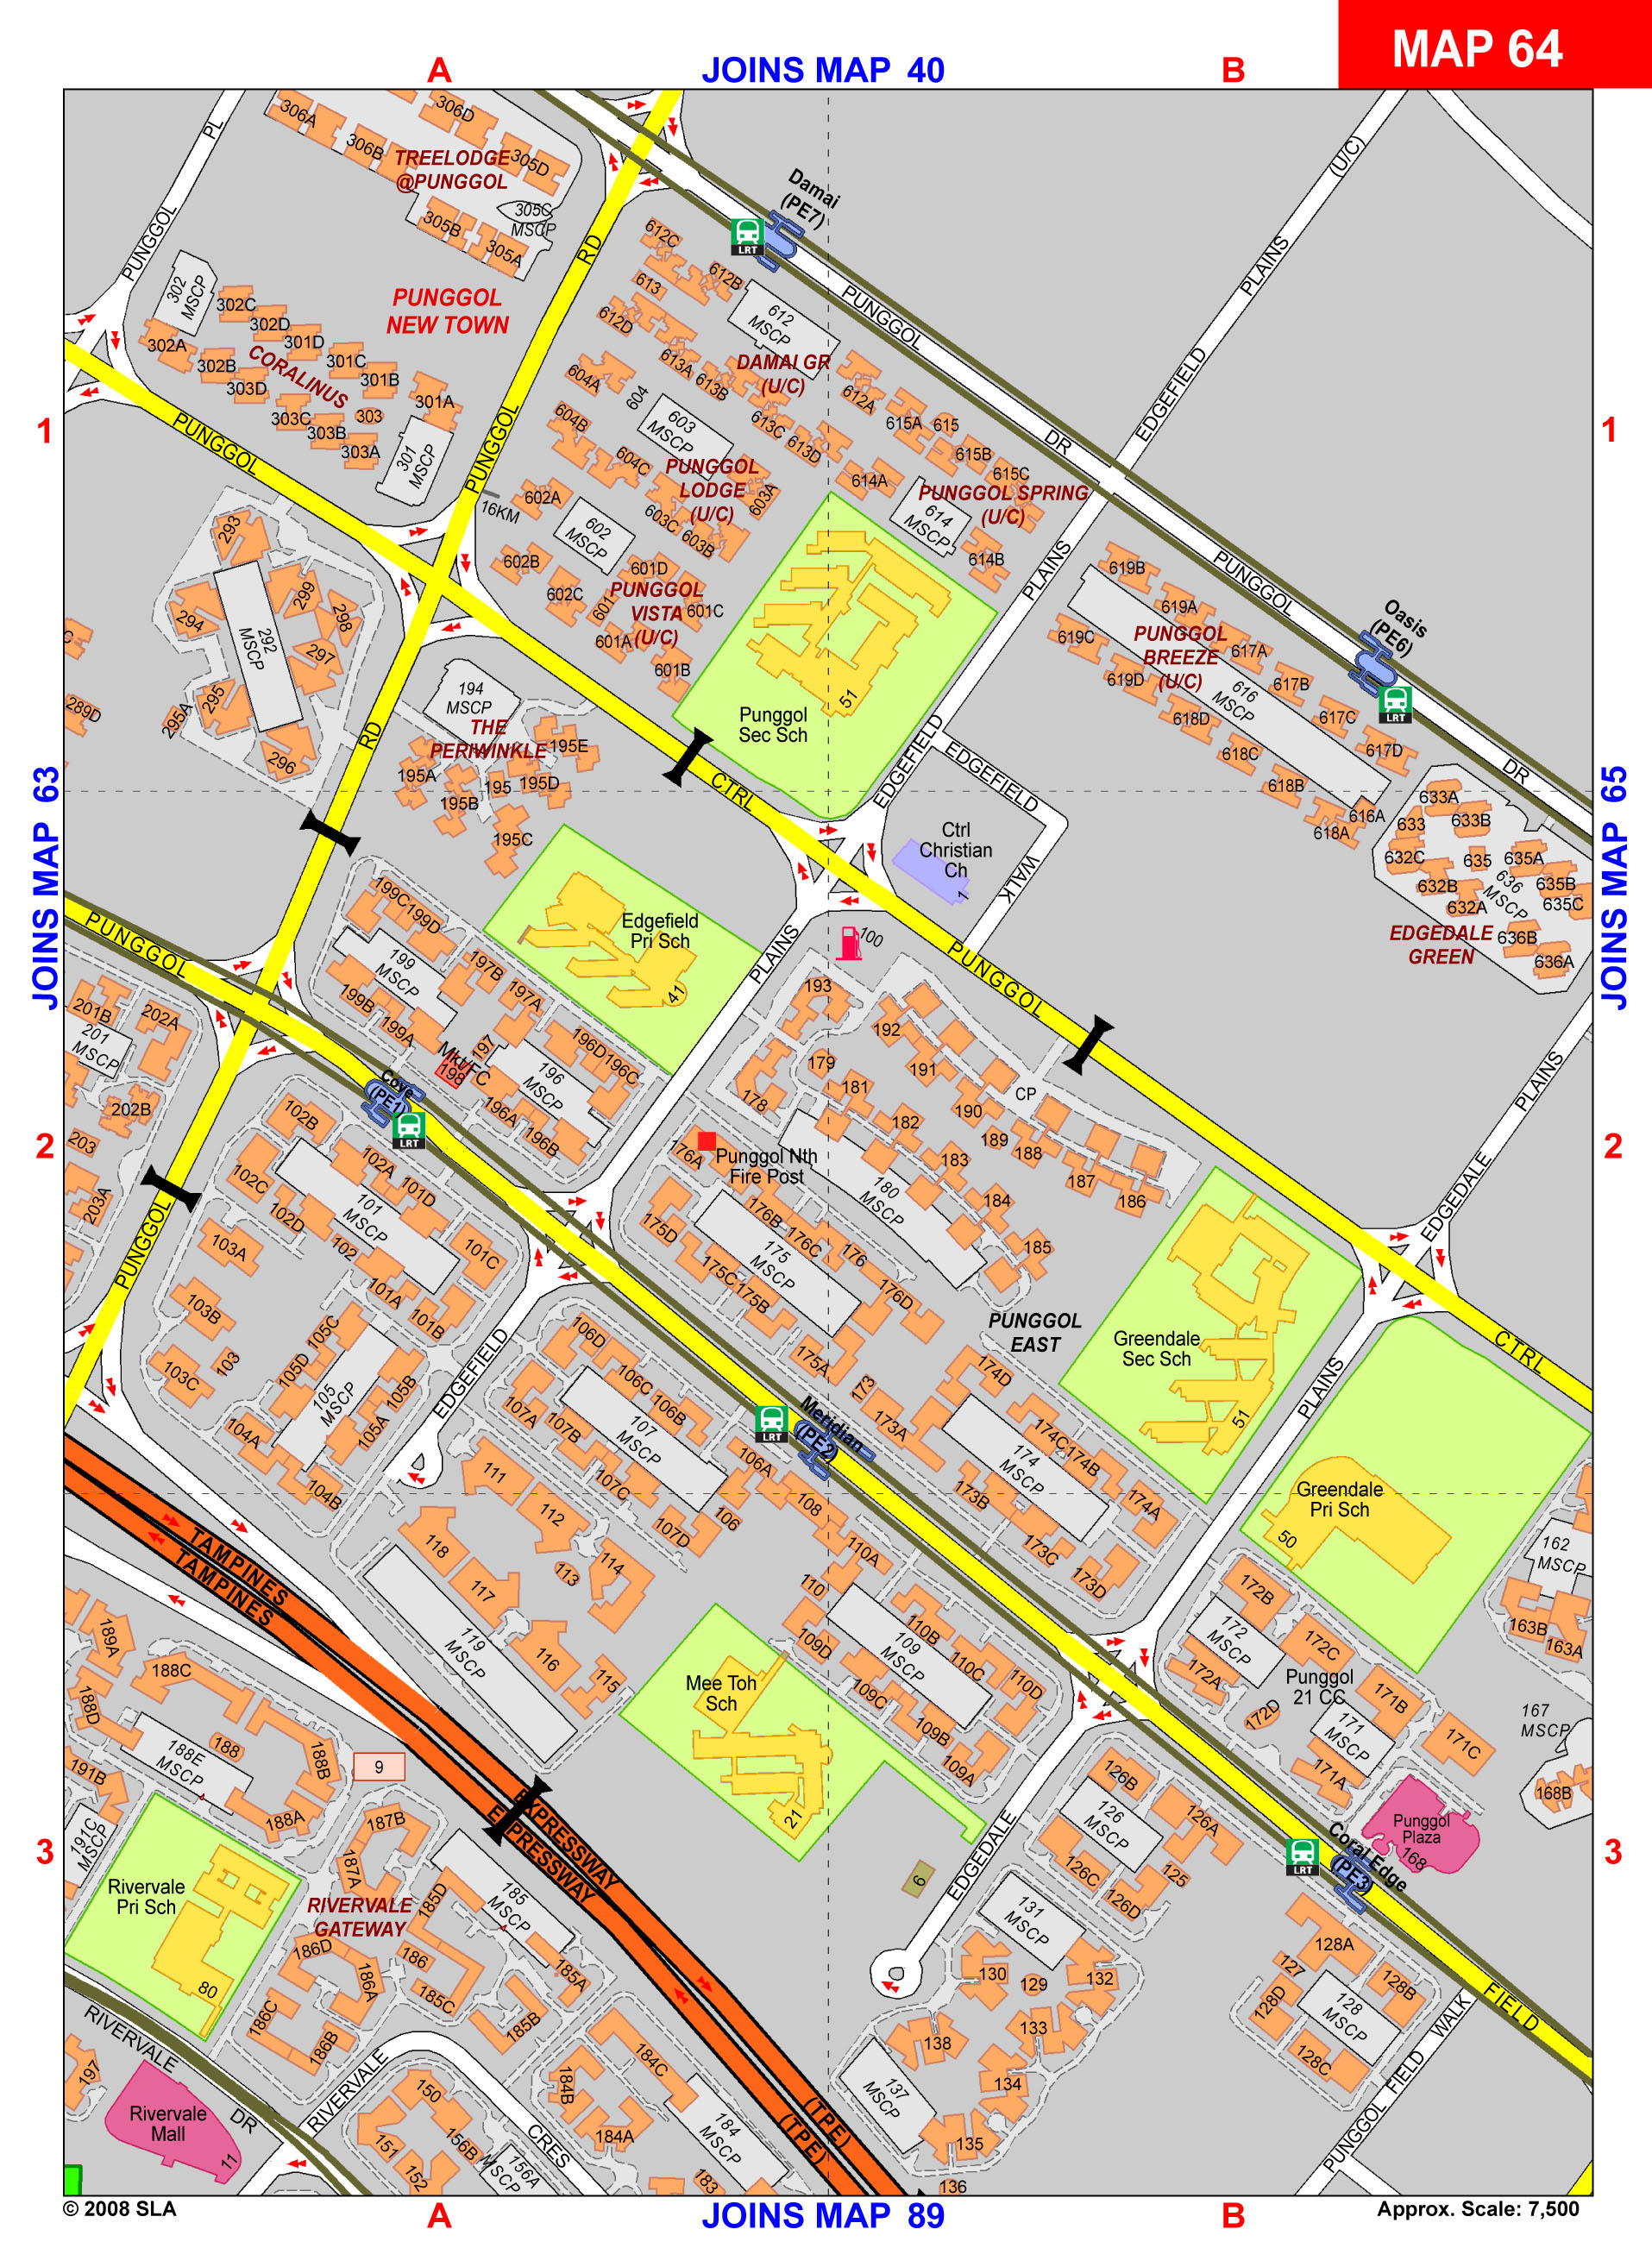 MAP 64
A
JOINS MAP 40
B
306A
306D
306B
TREELODGE
@PUNGGOL
305D
305C
MSCP
305B
305A
PUNGGOL
PL
RD
Damai
(PE7)
LRT
(U/C)
PLAINS
EDGEFIELD
302
MSCP
302C
302D
301D
301C
301B
301A
302A
302B
303D
303C
303
303B
303A
CORALINUS
301
MSCP
PUNGGOL
NEW TOWN
612C
612B
613
612D
612
MSCP
613A
613B
DAMAI GR
(U/C)
604A
604
604B
604C
603
MSCP
613C
613D
612A
615A
615
615B
615C
614A
PUNGGOL
DR
PUNGGOL
LODGE
(U/C)
603A
603C
603B
PUNGGOL SPRING
(U/C)
614
MSCP
614B
1
1
PUNGGOL
PUNGGOL
16KM
602A
602
MSCP
602B
602C
601D
601
601C
601A
601B
PUNGGOL
VISTA
(U/C)
293
294
292
MSCP
299
298
297
295
295A
296
289D
C
PLAINS
PUNGGOL
619B
619A
619C
619D
PUNGGOL
BREEZE
(U/C)
617A
617B
617C
617D
616
MSCP
618D
618C
618B
618A
616A
Oasis
(PE6)
LRT
DR
Punggol
Sec Sch
51
194
MSCP
THE
PERIWINKLE
195E
195A
195B
195
195D
195C
RD
CTRL
EDGEFIELD
EDGEFIELD
WALK
Ctrl
Christian
Ch
1
633A
633
633B
632C
635
635A
632B
636
MSCP
635B
635C
632A
636B
636A
EDGEDALE
GREEN
JOINS MAP 63
JOINS MAP 65
PUNGGOL
199C
199D
199
MSCP
197B
197A
199B
199A
Edgefield
Pri Sch
41
PLAINS
100
PUNGGOL
196D
196C
197
Mkt/FC
198
196
MSCP
196A
196B
201B
201
MSCP
202A
202B
203
203A
Cove
(PE1)
LRT
193
192
179
191
181
178
182
190
CP
189
188
183
187
186
184
185
180
MSCP
176A
Punggol Nth
Fire Post
PLAINS
EDGEDALE
2
2
102B
102A
102C
101
MSCP
101D
102D
102
101C
101A
101B
103A
103B
103C
103
105C
105D
105
MSCP
105B
105A
104A
104B
PUNGGOL
EDGEFIELD
175D
176B
176C
176
176D
175
MSCP
175C
175B
175A
PUNGGOL
EAST
Greendale
Sec Sch
51
CTRL
PLAINS
106D
106C
106B
107A
107B
107
MSCP
107C
106A
106
107D
108
173
173A
174D
174C
174B
174A
174
MSCP
173B
173C
173D
Meridian
(PE2)
LRT
Greendale
Pri Sch
50
111
112
118
117
113
114
116
115
119
MSCP
TAMPINES
TAMPINES
110A
110
109D
110B
109
MSCP
110C
110D
109C
109B
109A
172B
172
MSCP
172C
172A
172D
Punggol
21 CC
171B
171
MSCP
171C
171A
162
MSCP
163B
163A
167
MSCP
168B
Mee Toh
Sch
21
189A
188C
188D
188E
MSCP
188
188B
188A
9
191B
191C
MSCP
187B
187A
EXPRESSWAY
EXPRESSWAY
EDGEDALE
6
126B
126
MSCP
126A
126C
126D
125
Punggol
Plaza
168
Coral Edge
(PE3)
LRT
3
3
Rivervale
Pri Sch
80
RIVERVALE
GATEWAY
185D
185
MSCP
186D
186
186A
185C
185A
185B
186C
186B
131
MSCP
130
129
132
138
133
134
137
MSCP
135
136
128A
127
128D
128
MSCP
128B
128C
FIELD
WALK
FIELD
PUNGGOL
RIVERVALE
DR
197
Rivervale
Mall
11
RIVERVALE
CRES
150
151
152
156B
156A
MSCP
184C
184B
184A
184
MSCP
183
(TPE)
(TPE)
© 2008 SLA
A
JOINS MAP 89
B
Approx. Scale: 7,500